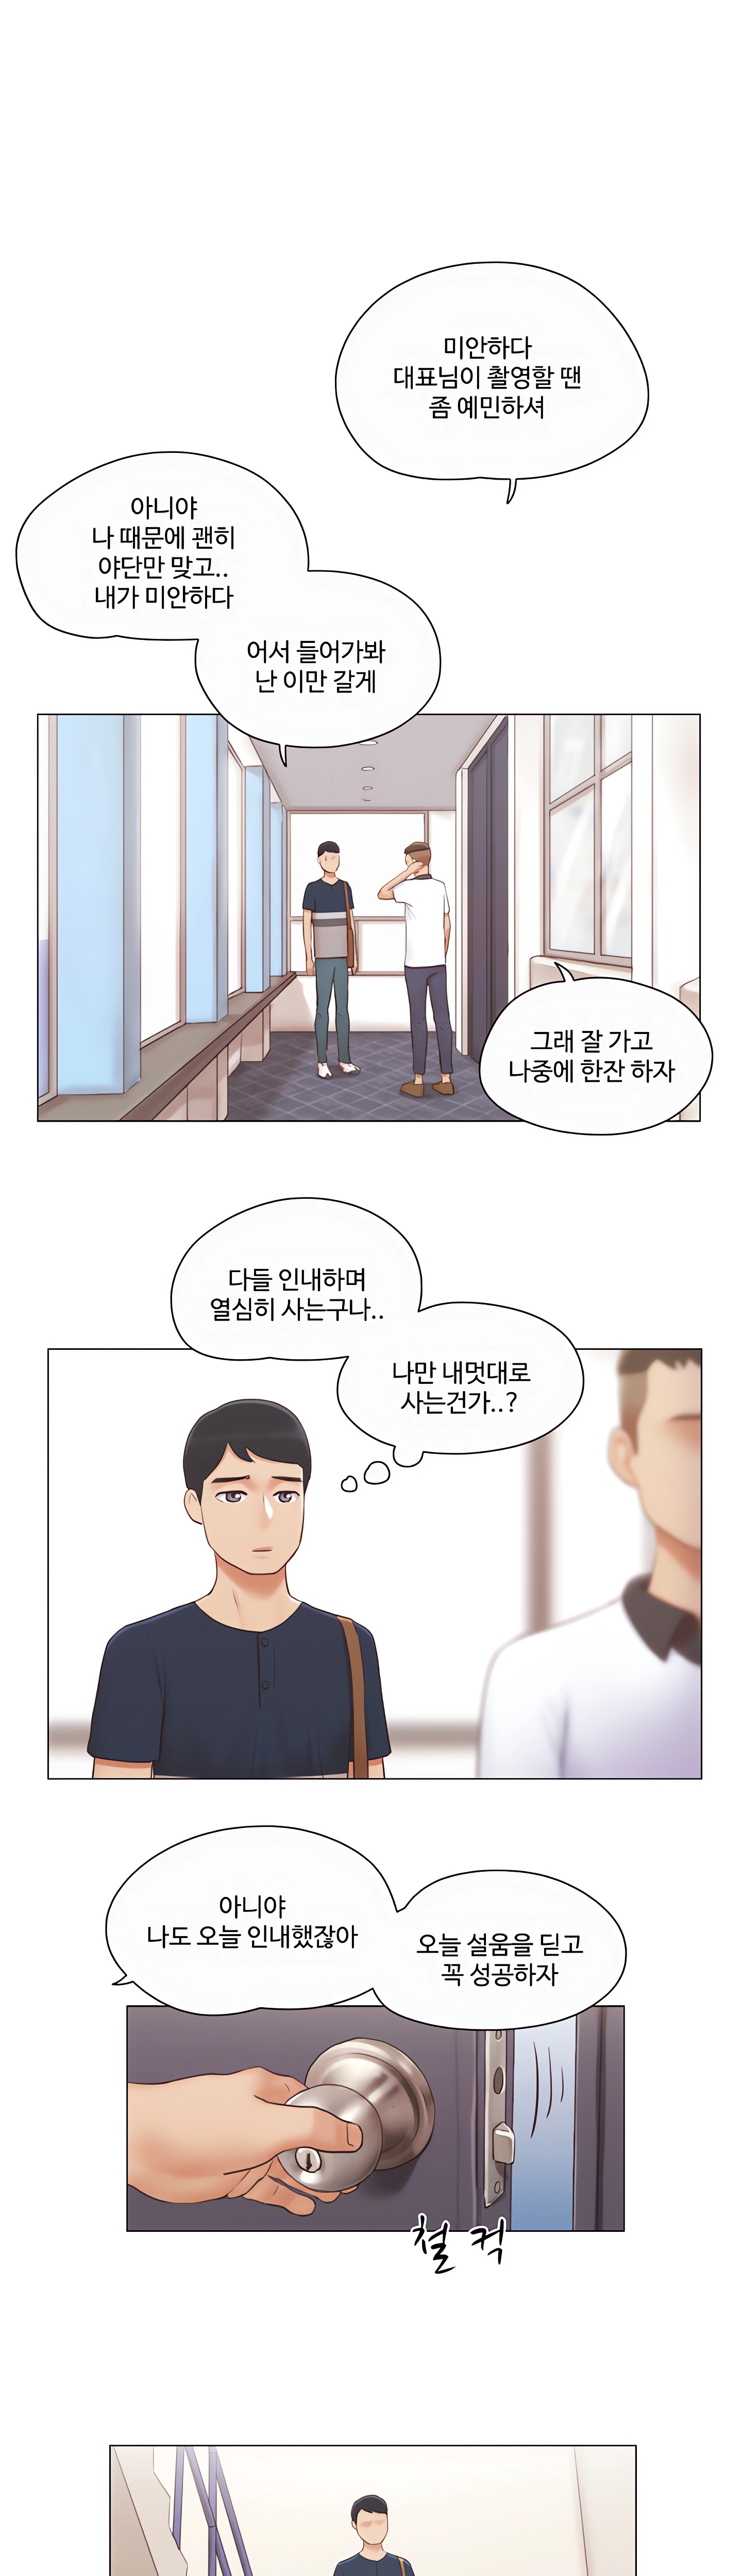 미안하다
대표님이 촬영할 땐
좀 예민하셔
아니야
나 때문에 괜히
야단만 맞고..
내가 미안하다
어서 들어가봐
난 이만 갈게
그래 잘 가고
나중에 한잔 하자
다들 인내하며
열심히 사는구나..
나만 내멋대로
사는건가..?
아니야
나도 오늘 인내했잖아
오늘 설움을 딛고
꼭 성공하자
철컥